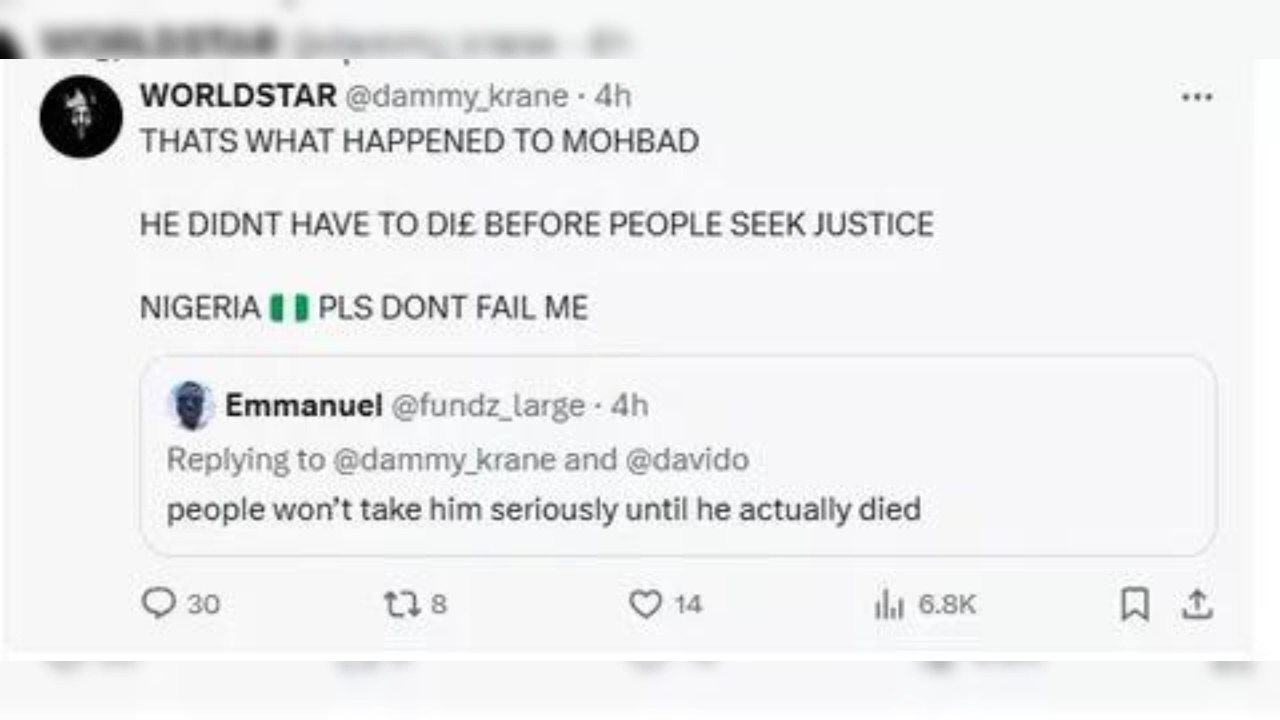 WORLDSTAR @dammy_krane · 4h
THATS WHAT HAPPENED TO MOHBAD
HE DIDNT HAVE TO DI£ BEFORE PEOPLE SEEK JUSTICE
NIGERIA 🇳🇬 PLS DONT FAIL ME
Emmanuel @fundz_large · 4h
Replying to @dammy_krane and @davido
people won't take him seriously until he actually died
30 8 14 6.8K